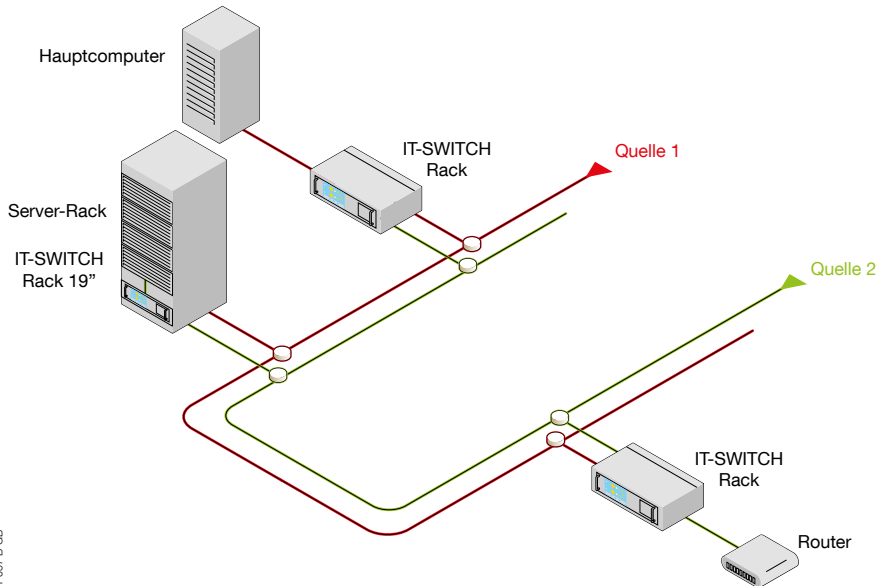 Hauptcomputer
IT-SWITCH
Rack
Quelle 1
Server-Rack
IT-SWITCH
Rack 19”
Quelle 2
IT-SWITCH
Rack
Router